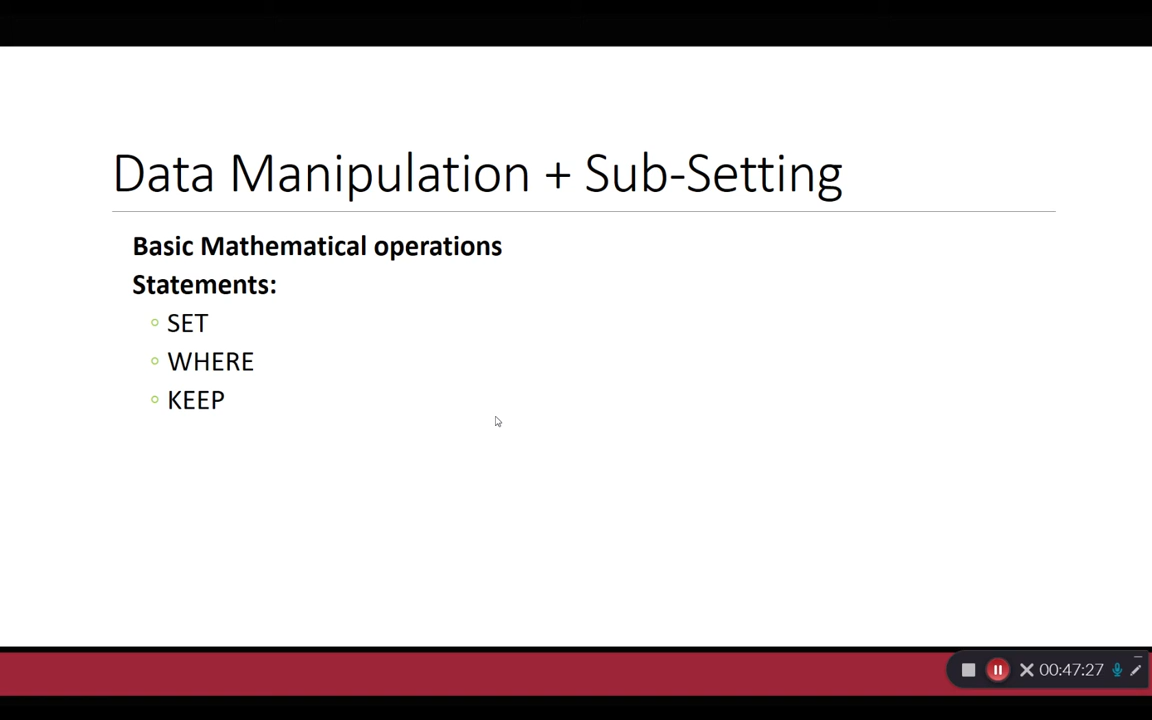 Data Manipulation + Sub-Setting
Basic Mathematical operations
Statements:
SET
WHERE
KEEP
00:47:27